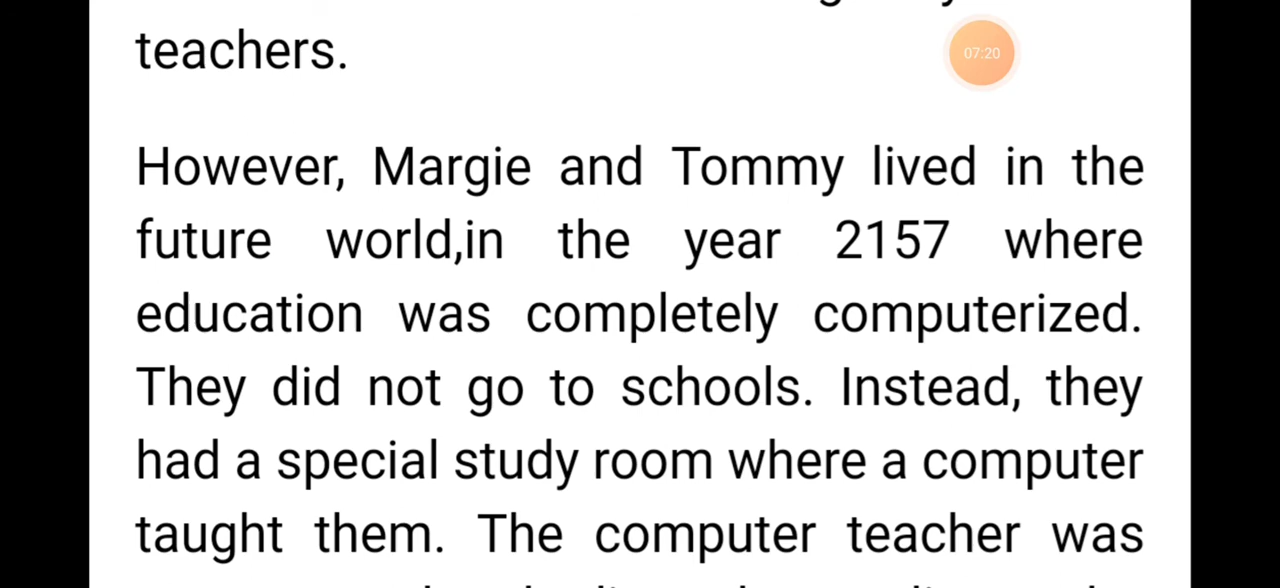 teachers.
07:20
However, Margie and Tommy lived in the
future world,in the year 2157 where
education was completely computerized.
They did not go to schools. Instead, they
had a special study room where a computer
taught them. The computer teacher was